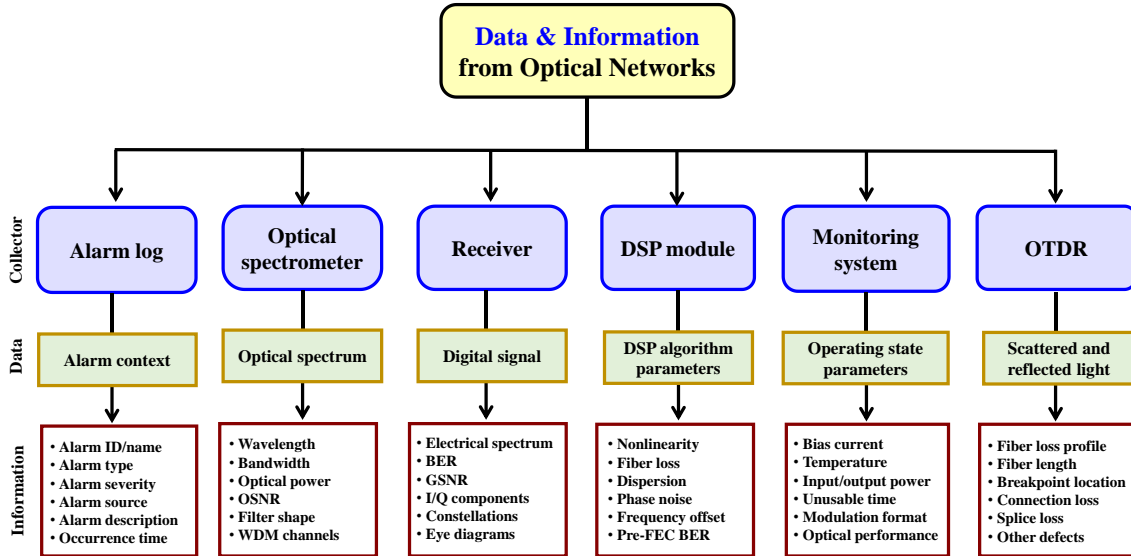 Data & Information
from Optical Networks
Collector
Alarm log
Optical
spectrometer
Receiver
DSP module
Monitoring
system
OTDR
Data
Alarm context
Optical spectrum
Digital signal
DSP algorithm
parameters
Operating state
parameters
Scattered and
reflected light
Information
• Alarm ID/name
• Alarm type
• Alarm severity
• Alarm source
• Alarm description
• Occurrence time
• Wavelength
• Bandwidth
• Optical power
• OSNR
• Filter shape
• WDM channels
• Electrical spectrum
• BER
• GSNR
• I/Q components
• Constellations
• Eye diagrams
• Nonlinearity
• Fiber loss
• Dispersion
• Phase noise
• Frequency offset
• Pre-FEC BER
• Bias current
• Temperature
• Input/output power
• Unusable time
• Modulation format
• Optical performance
• Fiber loss profile
• Fiber length
• Breakpoint location
• Connection loss
• Splice loss
• Other defects